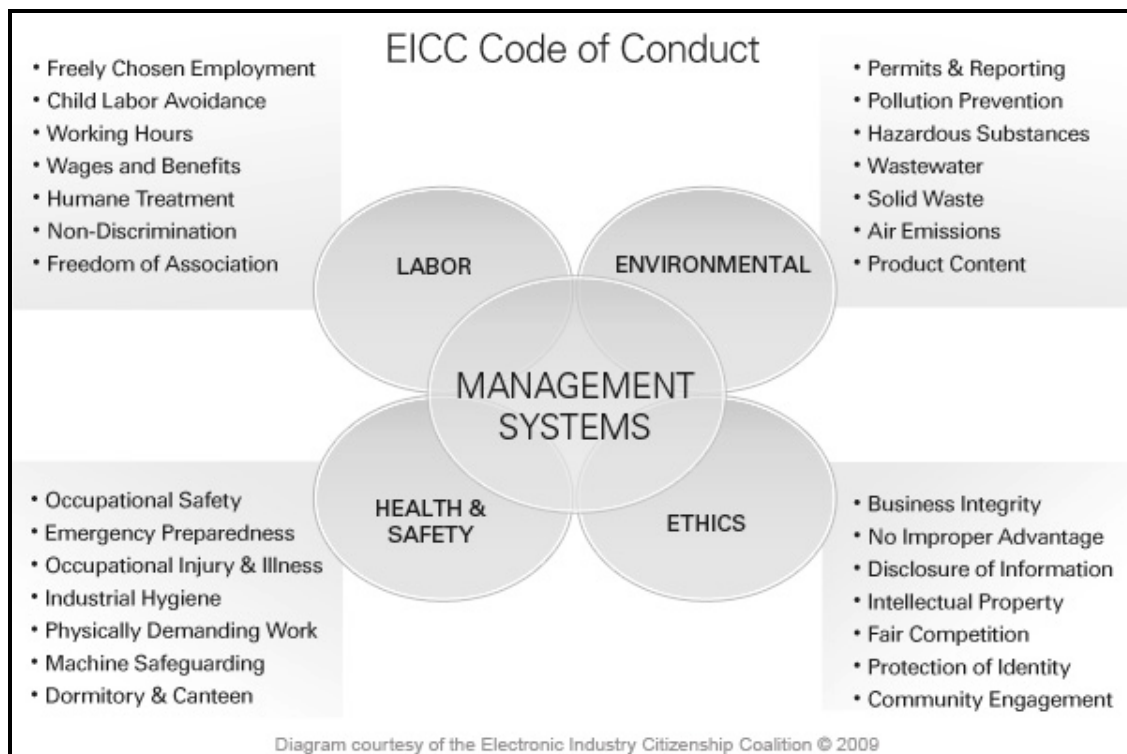 EICC Code of Conduct
• Freely Chosen Employment
• Child Labor Avoidance
• Working Hours
• Wages and Benefits
• Humane Treatment
• Non-Discrimination
• Freedom of Association
• Permits & Reporting
• Pollution Prevention
• Hazardous Substances
• Wastewater
• Solid Waste
• Air Emissions
• Product Content
LABOR
ENVIRONMENTAL
MANAGEMENT
SYSTEMS
HEALTH &
SAFETY
ETHICS
• Occupational Safety
• Emergency Preparedness
• Occupational Injury & Illness
• Industrial Hygiene
• Physically Demanding Work
• Machine Safeguarding
• Dormitory & Canteen
• Business Integrity
• No Improper Advantage
• Disclosure of Information
• Intellectual Property
• Fair Competition
• Protection of Identity
• Community Engagement
Diagram courtesy of the Electronic Industry Citizenship Coalition © 2009